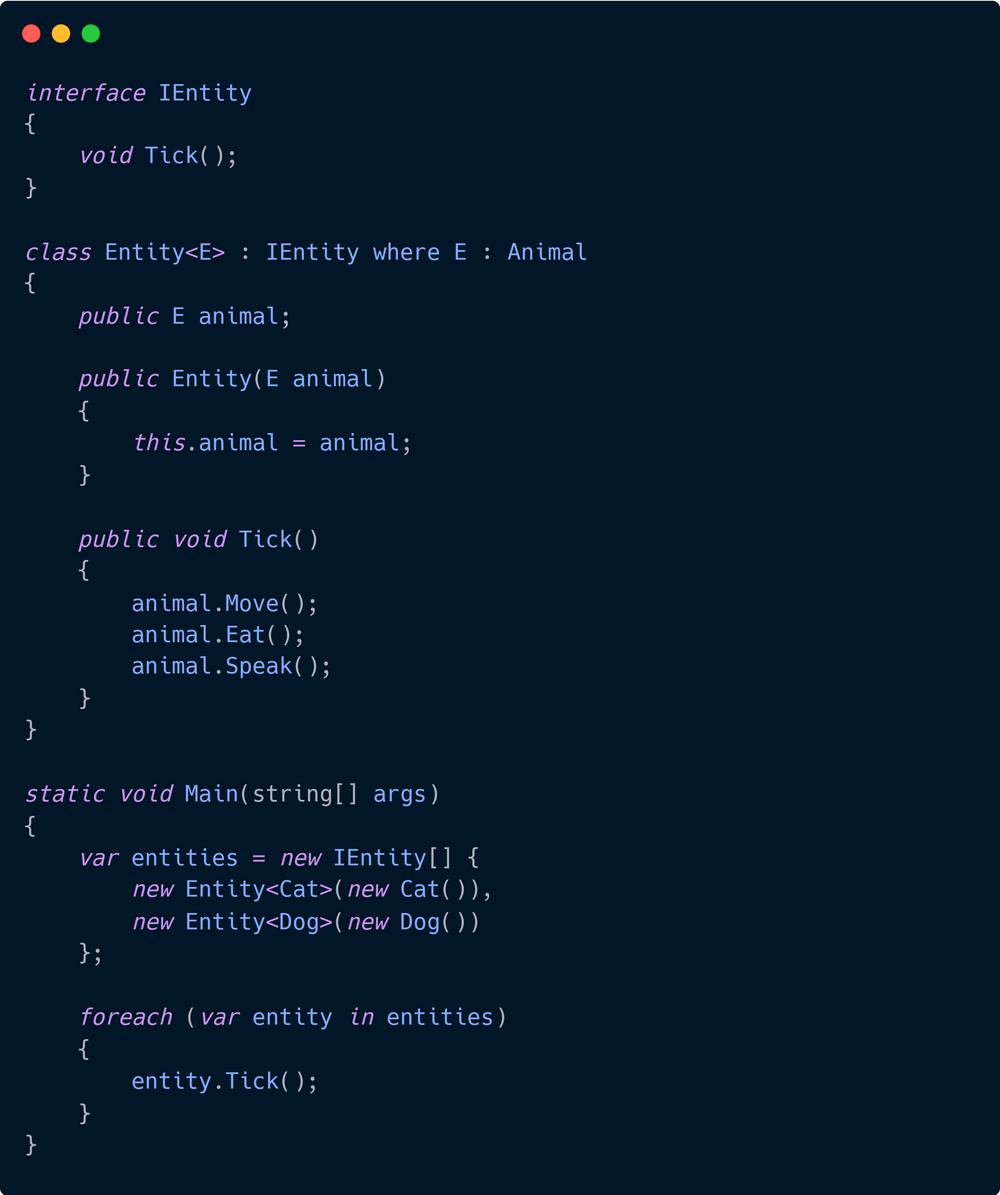 interface IEntity
{
    void Tick();
}

class Entity<E> : IEntity where E : Animal
{
    public E animal;

    public Entity(E animal)
    {
        this.animal = animal;
    }

    public void Tick()
    {
        animal.Move();
        animal.Eat();
        animal.Speak();
    }
}

static void Main(string[] args)
{
    var entities = new IEntity[] {
        new Entity<Cat>(new Cat()),
        new Entity<Dog>(new Dog())
    };

    foreach (var entity in entities)
    {
        entity.Tick();
    }
}